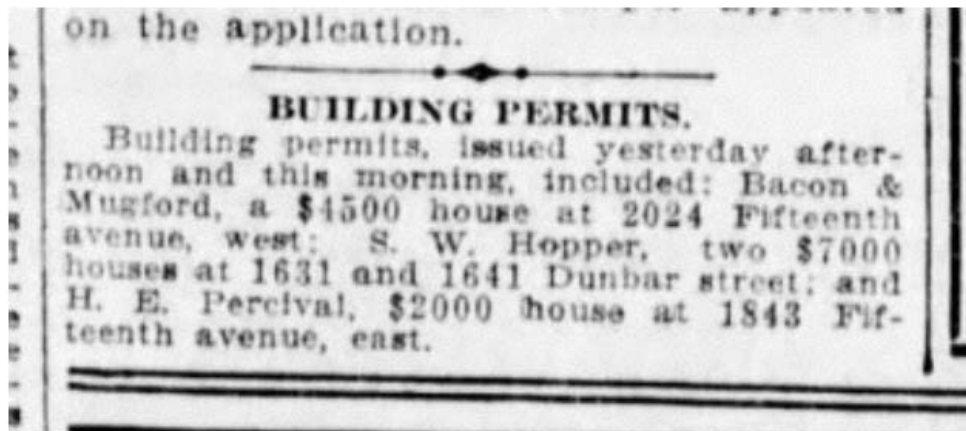 on the application.
BUILDING PERMITS.
Building permits, issued yesterday after-
noon and this morning, included: Bacon &
Mugford, a $4500 house at 2024 Fifteenth
avenue, west; S. W. Hopper, two $7000
houses at 1631 and 1641 Dunbar street; and
H. E. Percival, $2000 house at 1843 Fif-
teenth avenue, east.